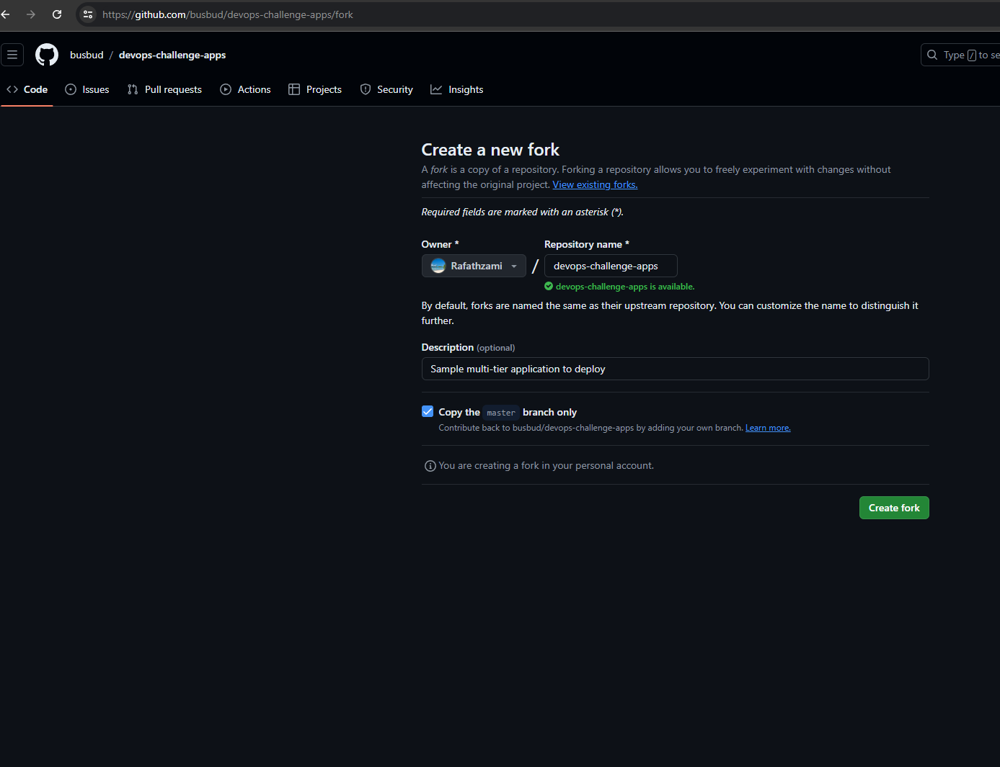 https://github.com/busbud/devops-challenge-apps/fork
busbud / devops-challenge-apps
Type / to se
Code Issues Pull requests Actions Projects Security Insights
Create a new fork
A fork is a copy of a repository. Forking a repository allows you to freely experiment with changes without
affecting the original project. View existing forks.
Required fields are marked with an asterisk (*).
Owner * Repository name *
Rafathzami / devops-challenge-apps
devops-challenge-apps is available.
By default, forks are named the same as their upstream repository. You can customize the name to distinguish it
further.
Description (optional)
Sample multi-tier application to deploy
Copy the master branch only
Contribute back to busbud/devops-challenge-apps by adding your own branch. Learn more.
You are creating a fork in your personal account.
Create fork